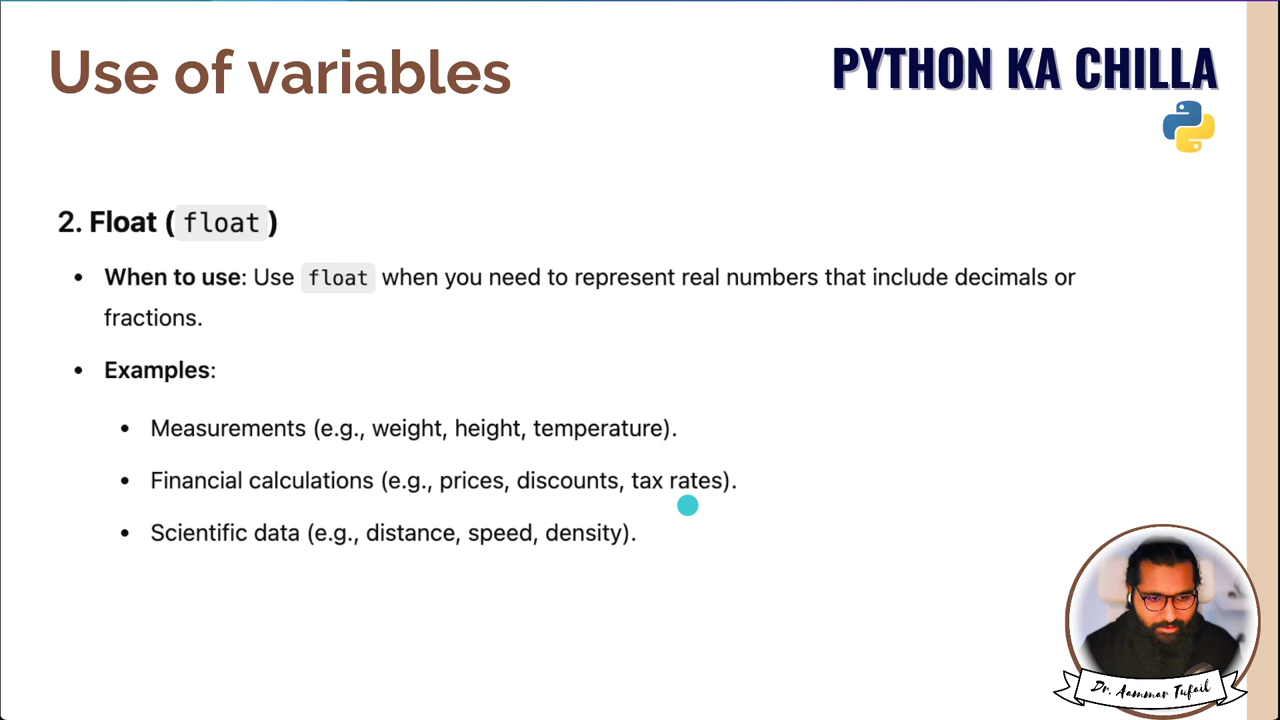 Use of variables
PYTHON KA CHILLA
2. Float (float)
• When to use: Use float when you need to represent real numbers that include decimals or
fractions.
• Examples:
• Measurements (e.g., weight, height, temperature).
• Financial calculations (e.g., prices, discounts, tax rates).
• Scientific data (e.g., distance, speed, density).
Dr. Aammar Tufail